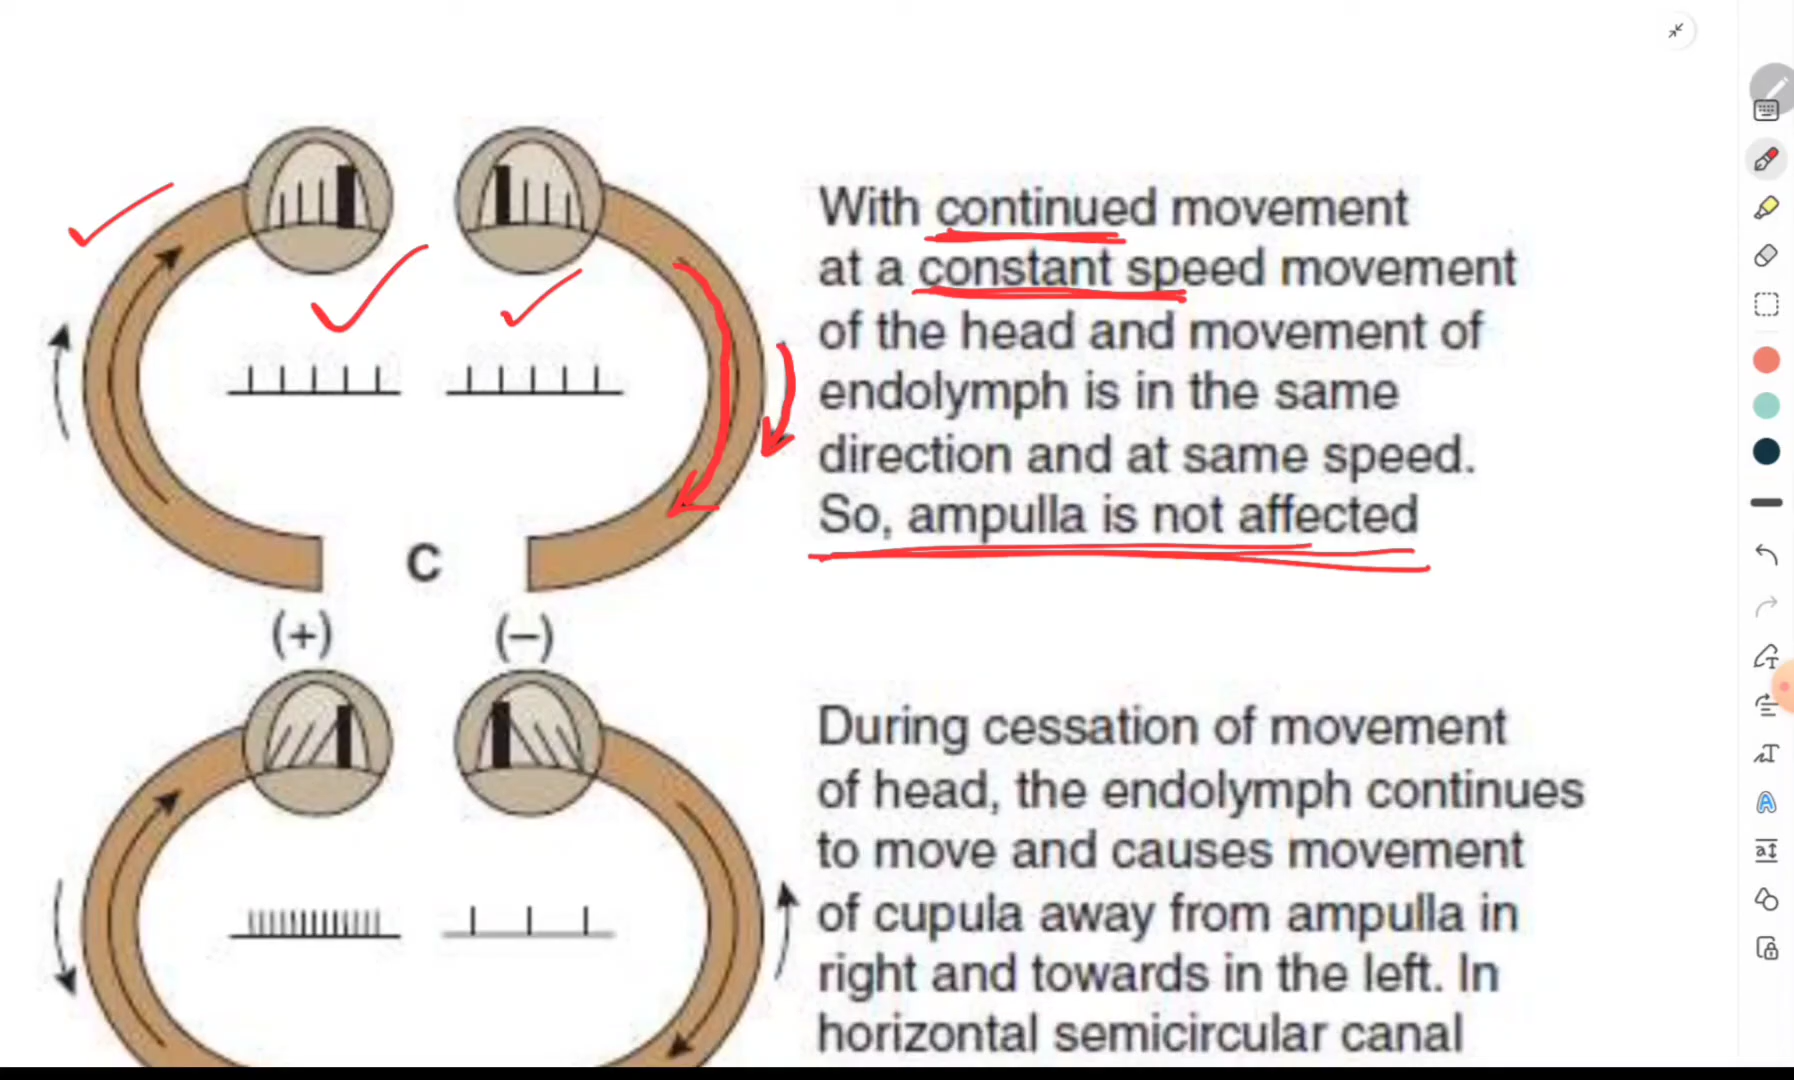 With continued movement
at a constant speed movement
of the head and movement of
endolymph is in the same
direction and at same speed.
So, ampulla is not affected
C
(+) (–)
During cessation of movement
of head, the endolymph continues
to move and causes movement
of cupula away from ampulla in
right and towards in the left. In
horizontal semicircular canal